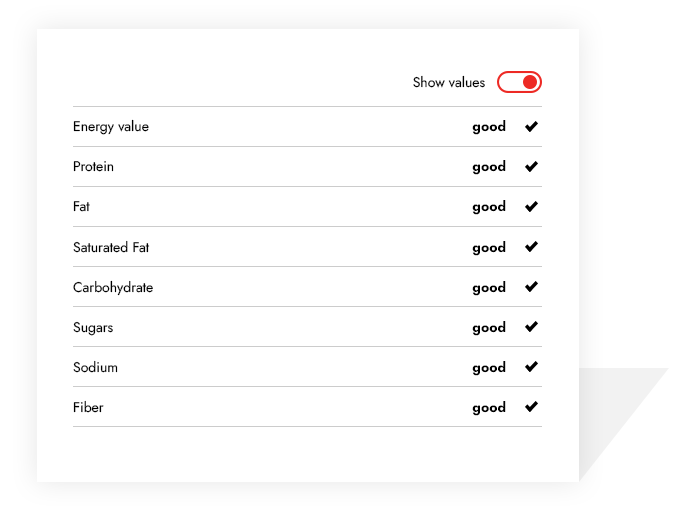 Show values
Energy value good
Protein good
Fat good
Saturated Fat good
Carbohydrate good
Sugars good
Sodium good
Fiber good